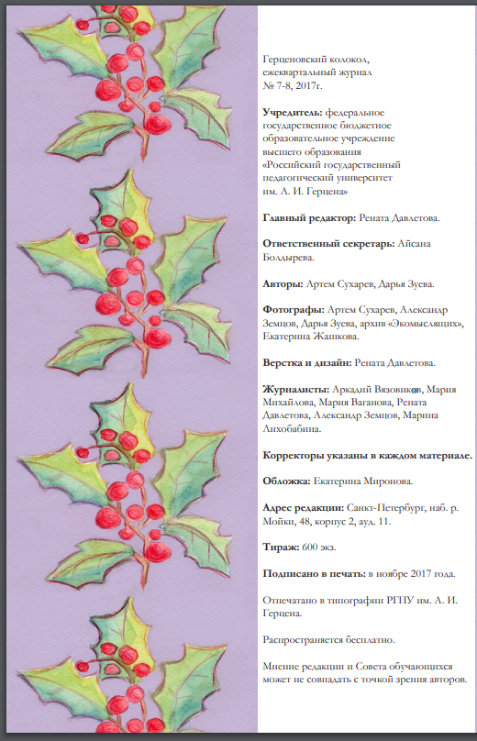 Герценовский колокол,
ежеквартальный журнал
№ 7-8, 2017г.
Учредитель: федеральное
государственное бюджетное
образовательное учреждение
высшего образования
«Российский государственный
педагогический университет
им. А. И. Герцена»
Главный редактор: Рената Давлетова.
Ответственный секретарь: Айсана
Болдырева.
Авторы: Артем Сухарев, Дарья Зуева.
Фотографы: Артем Сухарев, Александр
Земцов, Дарья Зуева, архив «Экомыслящих»,
Екатерина Жашкова.
Верстка и дизайн: Рената Давлетова.
Журналисты: Аркадий Вязовиков, Мария
Михайлова, Мария Ваганова, Рената
Давлетова, Александр Земцов, Марина
Лихобабина.
Корректоры указаны в каждом материале.
Обложка: Екатерина Миронова.
Адрес редакции: Санкт-Петербург, наб. р.
Мойки, 48, корпус 2, ауд. 11.
Тираж: 600 экз.
Подписано в печать: в ноябре 2017 года.
Отпечатано в типографии РГПУ им. А. И.
Герцена.
Распространяется бесплатно.
Мнение редакции и Совета обучающихся
может не совпадать с точкой зрения авторов.